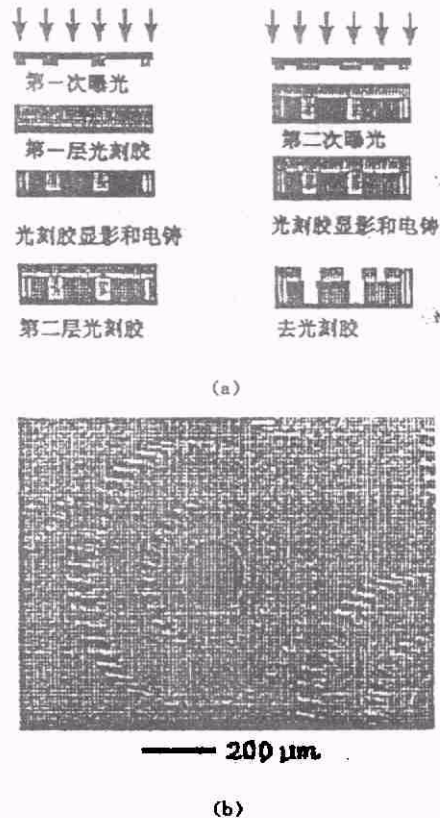 第一次曝光
第一层光刻胶
光刻胶显影和电铸
第二层光刻胶
第二次曝光
光刻胶显影和电铸
去光刻胶
(a)
200 μm
(b)